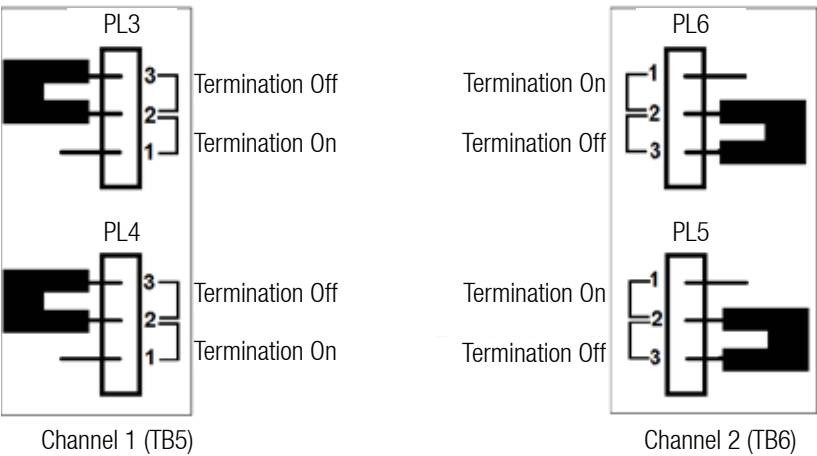 PL3
3
Termination Off
2
Termination On
1
PL4
3
Termination Off
2
Termination On
1
Channel 1 (TB5)
PL6
1
Termination On
2
Termination Off
3
PL5
1
Termination On
2
Termination Off
3
Channel 2 (TB6)